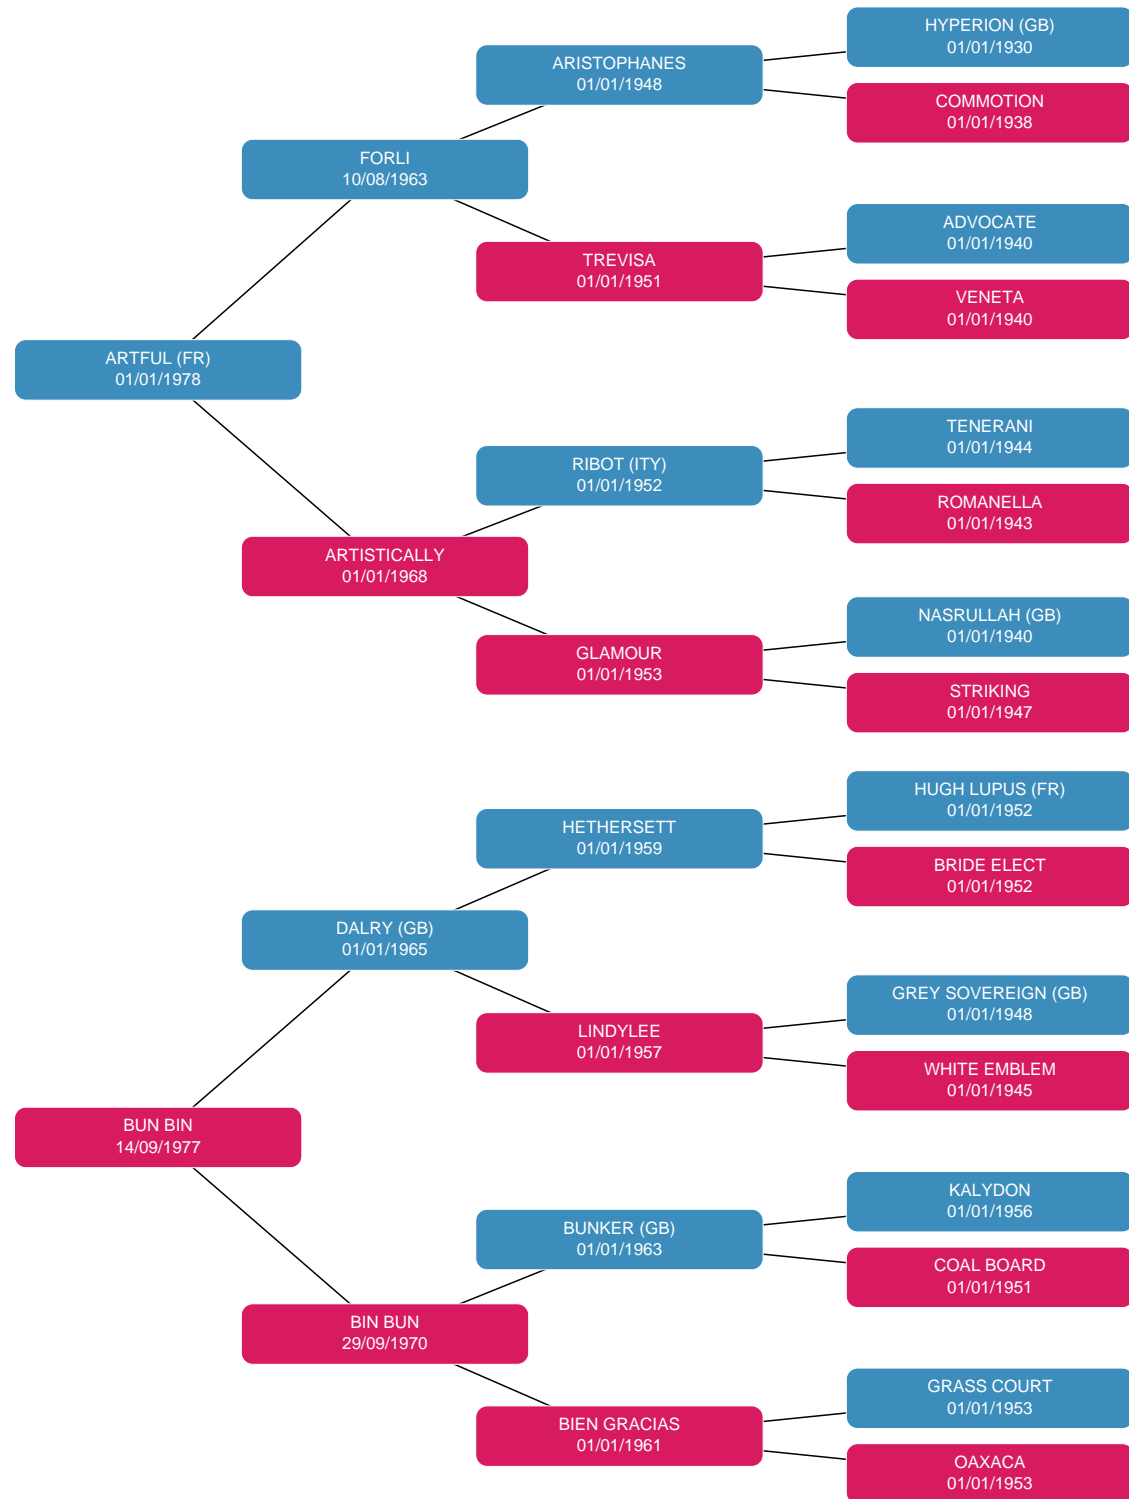 HYPERION (GB)
01/01/1930
ARISTOPHANES
01/01/1948
COMMOTION
01/01/1938
FORLI
10/08/1963
ADVOCATE
01/01/1940
TREVISA
01/01/1951
VENETA
01/01/1940
ARTFUL (FR)
01/01/1978
TENERANI
01/01/1944
RIBOT (ITY)
01/01/1952
ROMANELLA
01/01/1943
ARTISTICALLY
01/01/1968
NASRULLAH (GB)
01/01/1940
GLAMOUR
01/01/1953
STRIKING
01/01/1947
HUGH LUPUS (FR)
01/01/1952
HETHERSETT
01/01/1959
BRIDE ELECT
01/01/1952
DALRY (GB)
01/01/1965
GREY SOVEREIGN (GB)
01/01/1948
LINDYLEE
01/01/1957
WHITE EMBLEM
01/01/1945
BUN BIN
14/09/1977
KALYDON
01/01/1956
BUNKER (GB)
01/01/1963
COAL BOARD
01/01/1951
BIN BUN
29/09/1970
GRASS COURT
01/01/1953
BIEN GRACIAS
01/01/1961
OAXACA
01/01/1953